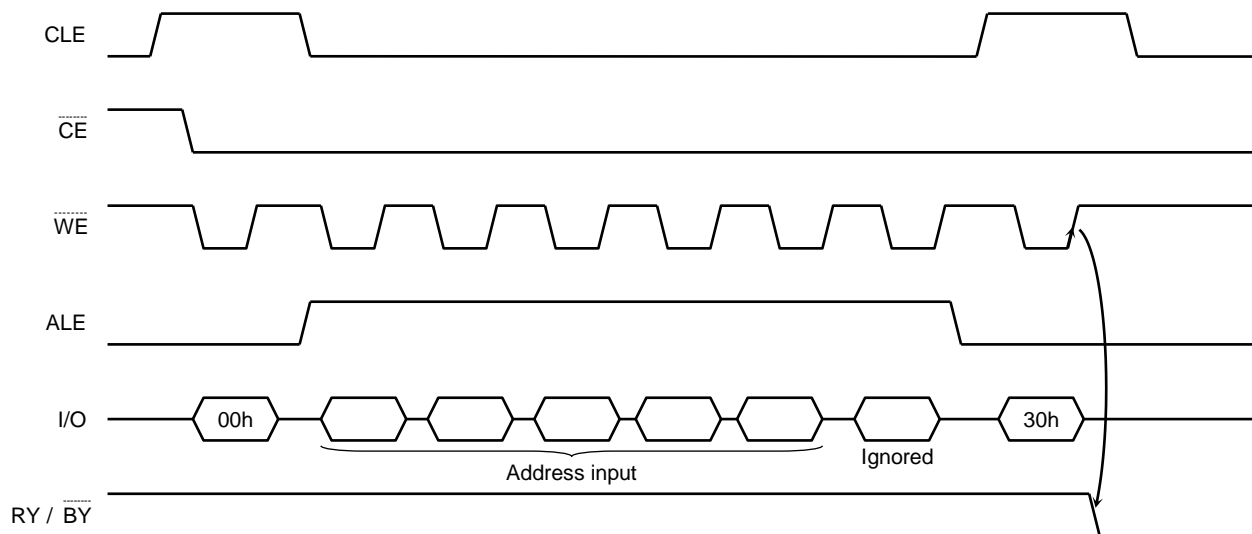 CLE
CE
WE
ALE
I/O
00h
30h
Address input
Ignored
RY / BY